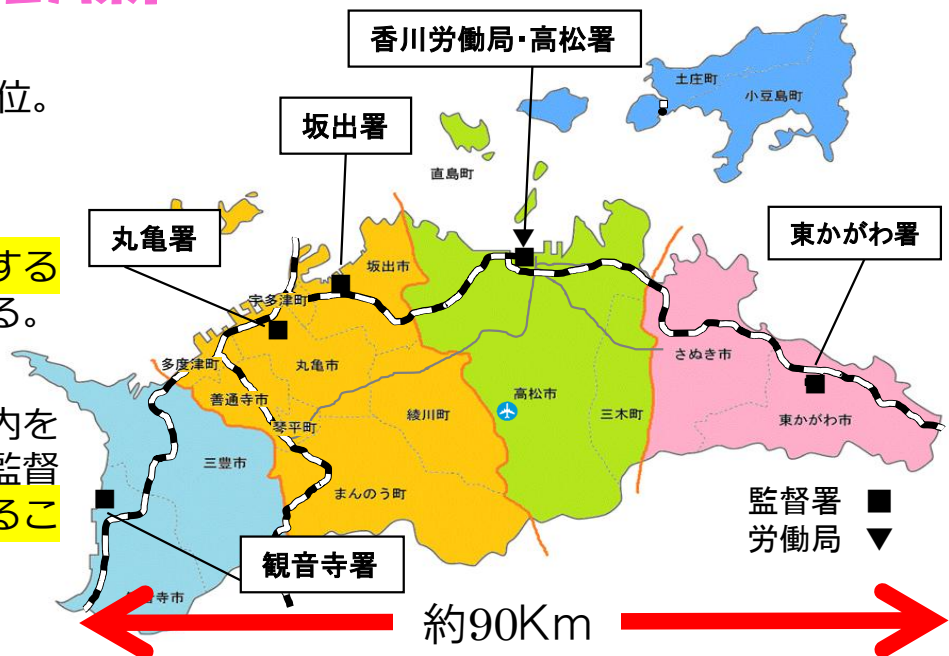 位。
する
る。
内を
監督
るこ
香川労働局・高松署
坂出署
丸亀署
東かがわ署
観音寺署
土庄町
小豆島町
直島町
坂出市
宇多津町
多度津町
丸亀市
善通寺市
琴平町
綾川町
まんのう町
三豊市
音寺市
高松市
三木町
さぬき市
東かがわ市
監督署 ■
労働局 ▼
約90Km